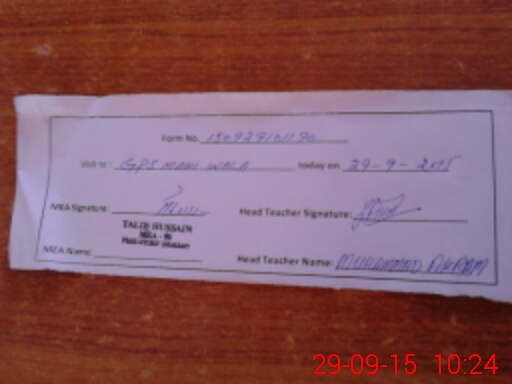 Form No. 150929101190
Visit to: GPS MAHI WALA today on 29-9-2015
MEA Signature: Head Teacher Signature:
TALIB HUSSAIN
MEA Name: Head Teacher Name: MUHAMMAD AKRAM
29-09-15 10:24